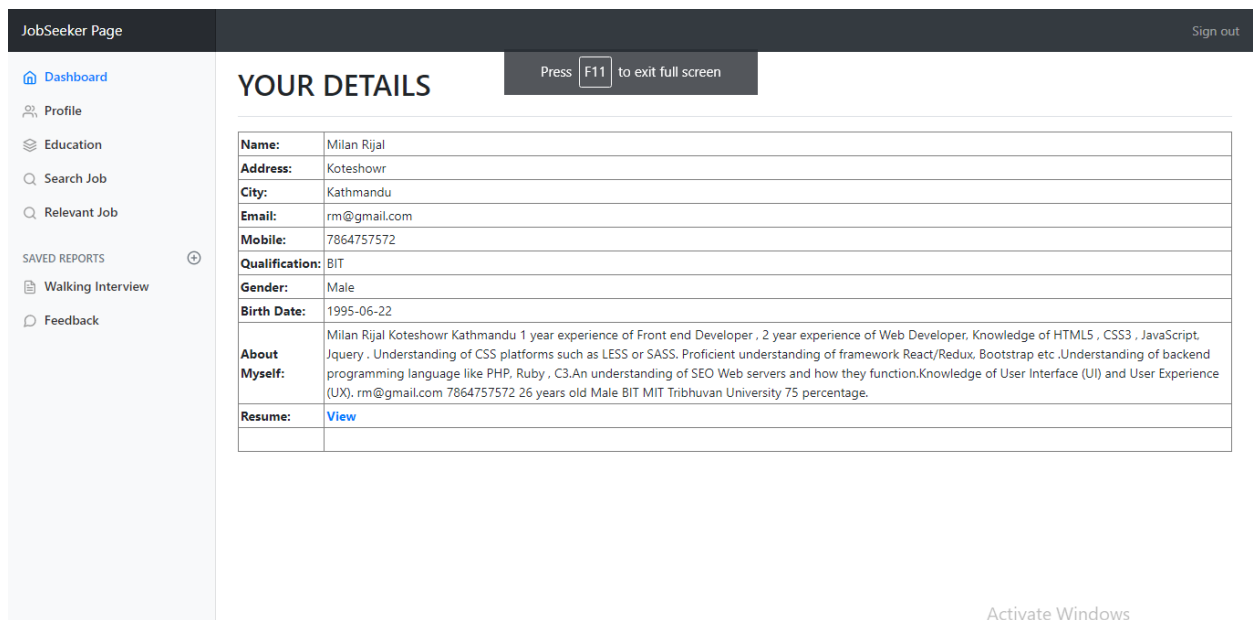 JobSeeker Page
Sign out
Press F11 to exit full screen
Dashboard
Profile
Education
Search Job
Relevant Job
SAVED REPORTS
Walking Interview
Feedback
YOUR DETAILS
Name: Milan Rijal
Address: Koteshowr
City: Kathmandu
Email: rm@gmail.com
Mobile: 7864757572
Qualification: BIT
Gender: Male
Birth Date: 1995-06-22
About Myself:
Milan Rijal Koteshowr Kathmandu 1 year experience of Front end Developer , 2 year experience of Web Developer, Knowledge of HTML5 , CSS3 , JavaScript,
Jquery . Understanding of CSS platforms such as LESS or SASS. Proficient understanding of framework React/Redux, Bootstrap etc .Understanding of backend
programming language like PHP, Ruby , C3.An understanding of SEO Web servers and how they function.Knowledge of User Interface (UI) and User Experience
(UX). rm@gmail.com 7864757572 26 years old Male BIT MIT Tribhuvan University 75 percentage.
Resume: View
Activate Windows